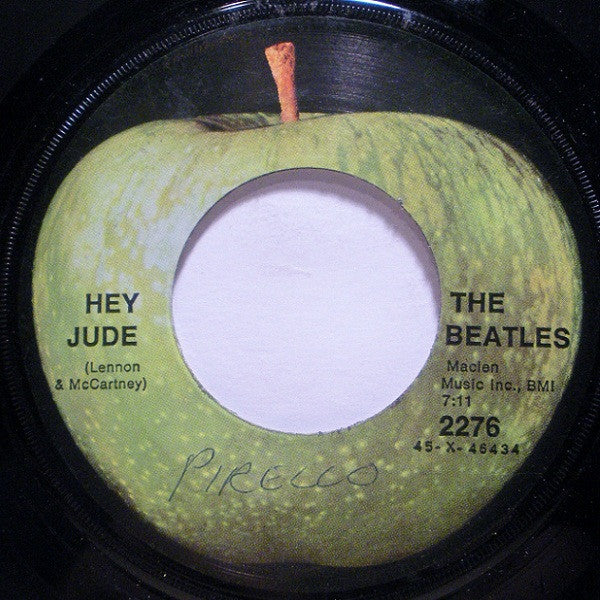 HEY
JUDE
(Lennon
& McCartney)
THE
BEATLES
Maclen
Music Inc., BMI
7:11
2276
45-X-46434
PIRELLO